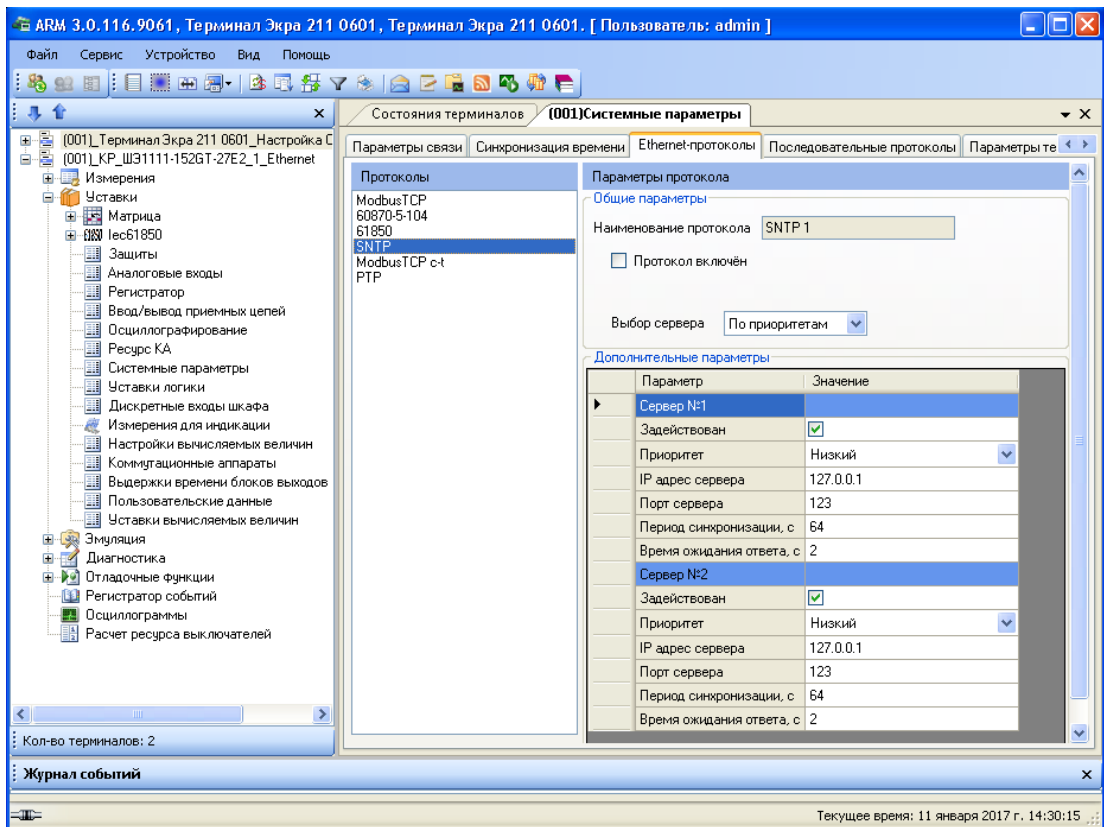 ARM 3.0.116.9061, Терминал Экра 211 0601, Терминал Экра 211 0601. [ Пользователь: admin ]
Файл Сервис Устройство Вид Помощь
Состояния терминалов (001)Системные параметры
(001)_Терминал Экра 211 0601_Настройка С
(001)_КР_ШЭ1111-152GT-27E2_1_Ethernet
Измерения
Уставки
Матрица
Iec61850
Защиты
Аналоговые входы
Регистратор
Ввод/вывод приемных цепей
Осциллографирование
Ресурс КА
Системные параметры
Уставки логики
Дискретные входы шкафа
Измерения для индикации
Настройки вычисляемых величин
Коммутационные аппараты
Выдержки времени блоков выходов
Пользовательские данные
Уставки вычисляемых величин
Эмуляция
Диагностика
Отладочные функции
Регистратор событий
Осциллограммы
Расчет ресурса выключателей
Кол-во терминалов: 2
Параметры связи Синхронизация времени Ethernet-протоколы Последовательные протоколы Параметры те
Протоколы
ModbusTCP
60870-5-104
61850
SNTP
ModbusTCP c-t
PTP
Параметры протокола
Общие параметры
Наименование протокола SNTP 1
Протокол включён
Выбор сервера По приоритетам
Дополнительные параметры
Параметр Значение
Сервер №1
Задействован
Приоритет Низкий
IP адрес сервера 127.0.0.1
Порт сервера 123
Период синхронизации, с 64
Время ожидания ответа, с 2
Сервер №2
Задействован
Приоритет Низкий
IP адрес сервера 127.0.0.1
Порт сервера 123
Период синхронизации, с 64
Время ожидания ответа, с 2
Журнал событий
Текущее время: 11 января 2017 г. 14:30:15